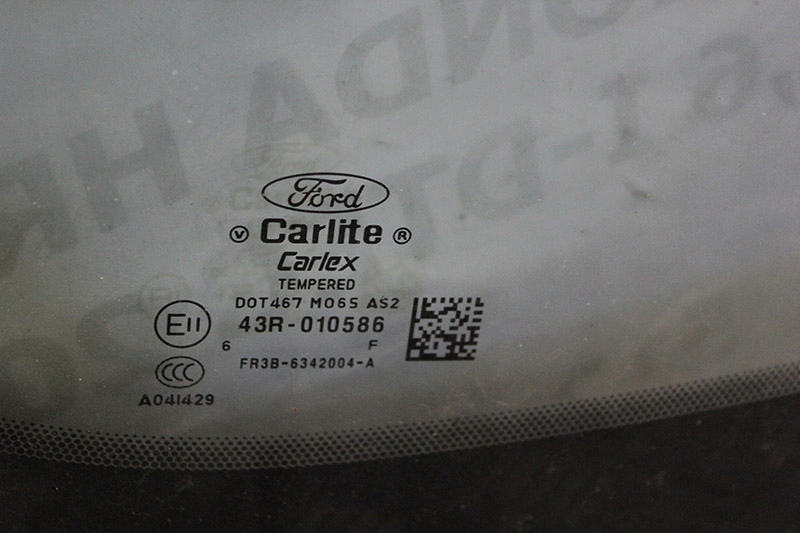 Ford
V Carlite ®
Carlex
TEMPERED
DOT467 M065 AS2
E11 43R-010586
6 F
CCC FR3B-6342004-A
A041429